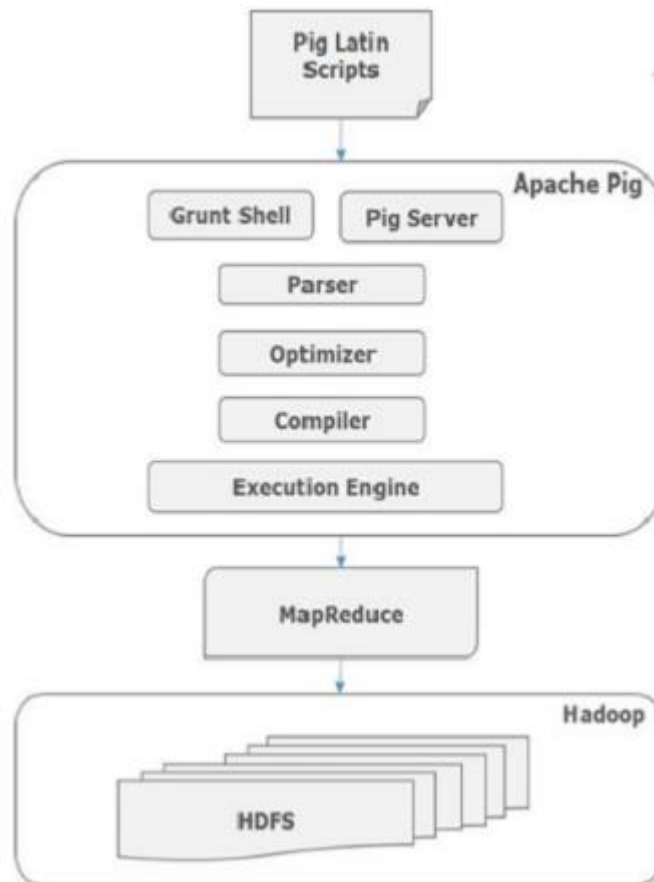 Pig Latin
Scripts
Apache Pig
Grunt Shell
Pig Server
Parser
Optimizer
Compiler
Execution Engine
MapReduce
Hadoop
HDFS